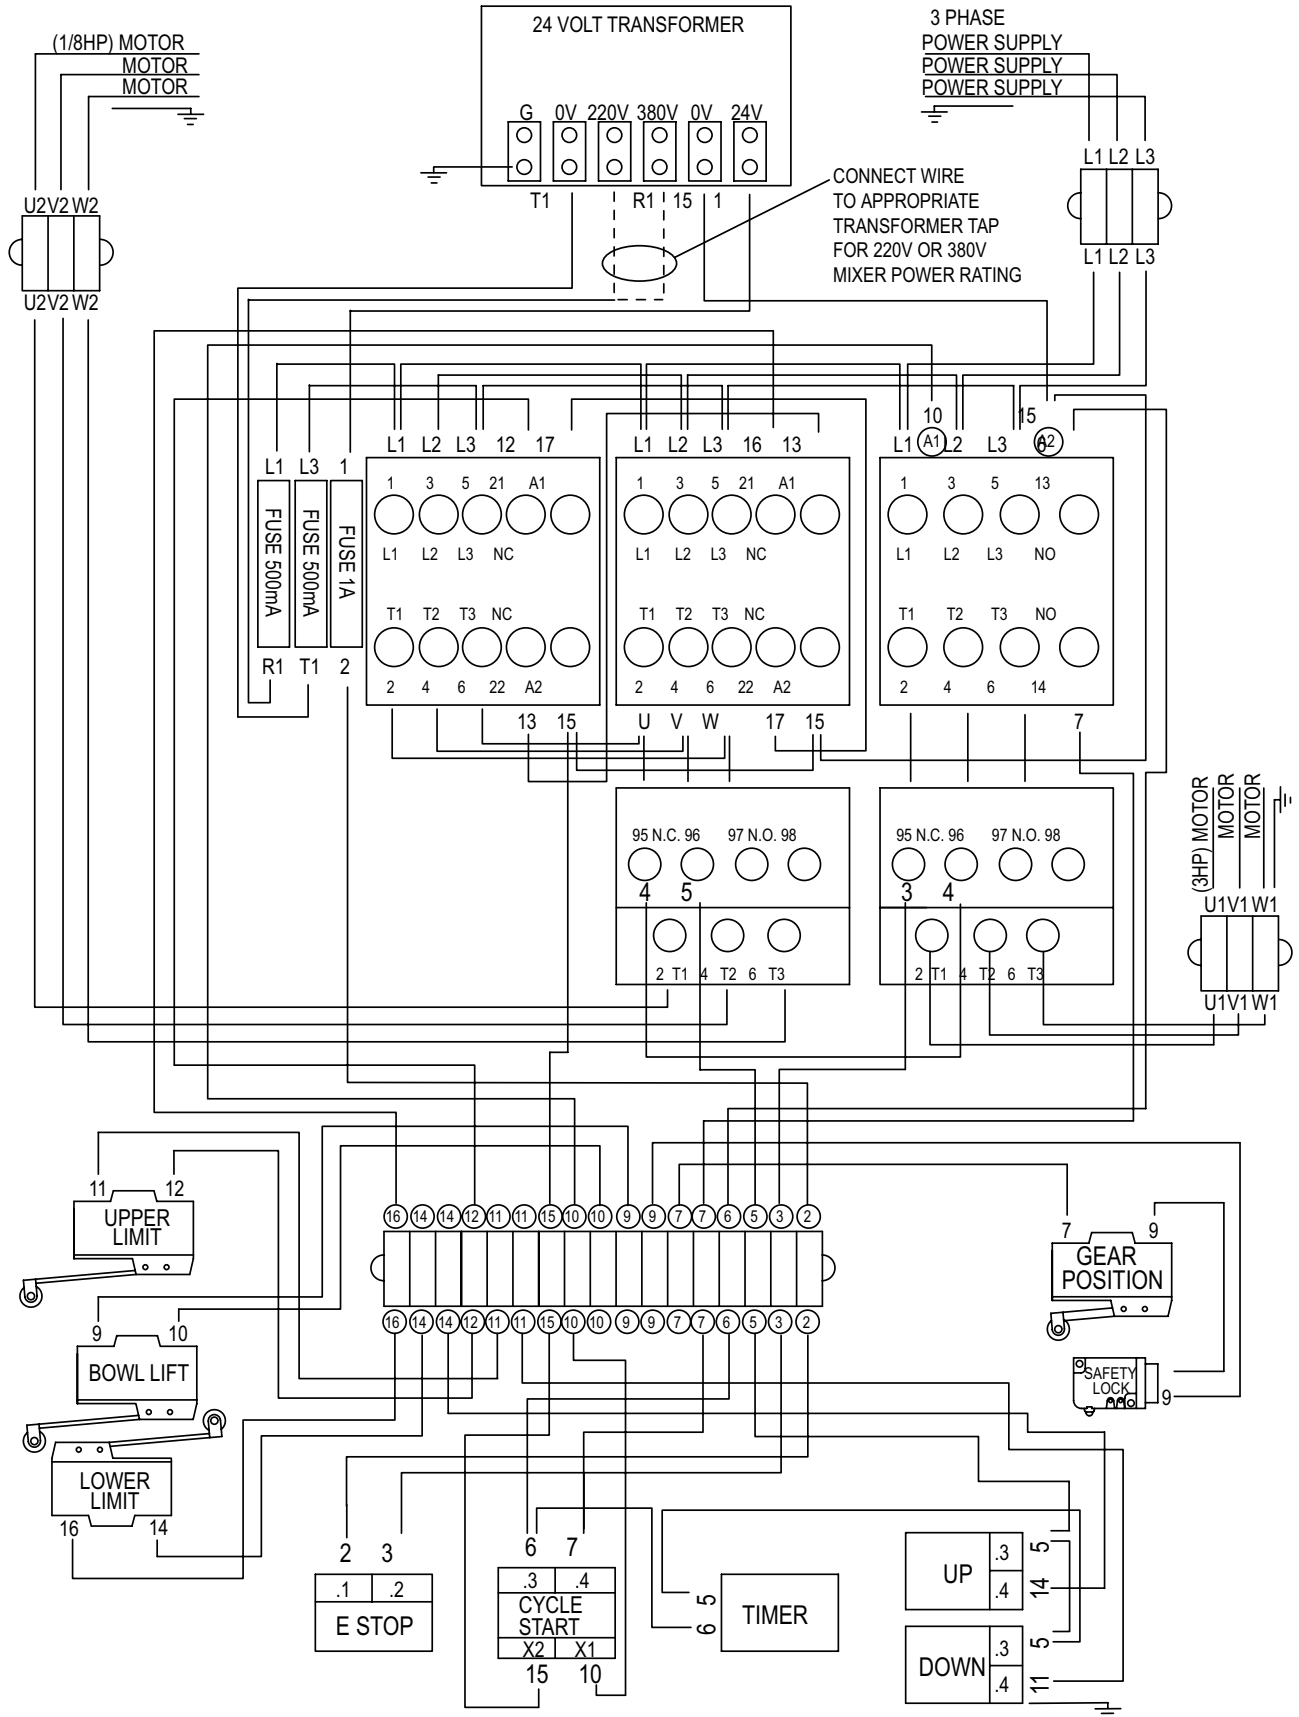 24 VOLT TRANSFORMER
G 0V 220V 380V 0V 24V
T1 R1 15 1
(1/8HP) MOTOR
MOTOR
MOTOR
U2 V2 W2
U2 V2 W2
3 PHASE
POWER SUPPLY
POWER SUPPLY
POWER SUPPLY
L1 L2 L3
L1 L2 L3
CONNECT WIRE
TO APPROPRIATE
TRANSFORMER TAP
FOR 220V OR 380V
MIXER POWER RATING
L1 L3 1
FUSE 500mA
FUSE 500mA
FUSE 1A
R1 T1 2
L1 L2 L3 12 17
1 3 5 21 A1
L1 L2 L3 NC
T1 T2 T3 NC
2 4 6 22 A2
13 15
L1 L2 L3 16 13
1 3 5 21 A1
L1 L2 L3 NC
T1 T2 T3 NC
2 4 6 22 A2
U V W 17 15
10 15
L1 A1 L2 L3 6 A2
1 3 5 13
L1 L2 L3 NO
T1 T2 T3 NO
2 4 6 14
7
95 N.C. 96 97 N.O. 98
4 5
2 T1 4 T2 6 T3
95 N.C. 96 97 N.O. 98
3 4
2 T1 4 T2 6 T3
(3HP) MOTOR
MOTOR
MOTOR
U1 V1 W1
U1 V1 W1
11 12
UPPER
LIMIT
9 10
BOWL LIFT
LOWER
LIMIT
16 14
16 14 14 12 11 11 15 10 10 9 9 7 7 6 5 3 2
16 14 14 12 11 11 15 10 10 9 9 7 7 6 5 3 2
7 9
GEAR
POSITION
SAFETY
LOCK
9
2 3
.1 .2
E STOP
6 7
.3 .4
CYCLE
START
X2 X1
15 10
5
6
TIMER
UP
.3 5
.4 14
DOWN
.3 5
.4 11